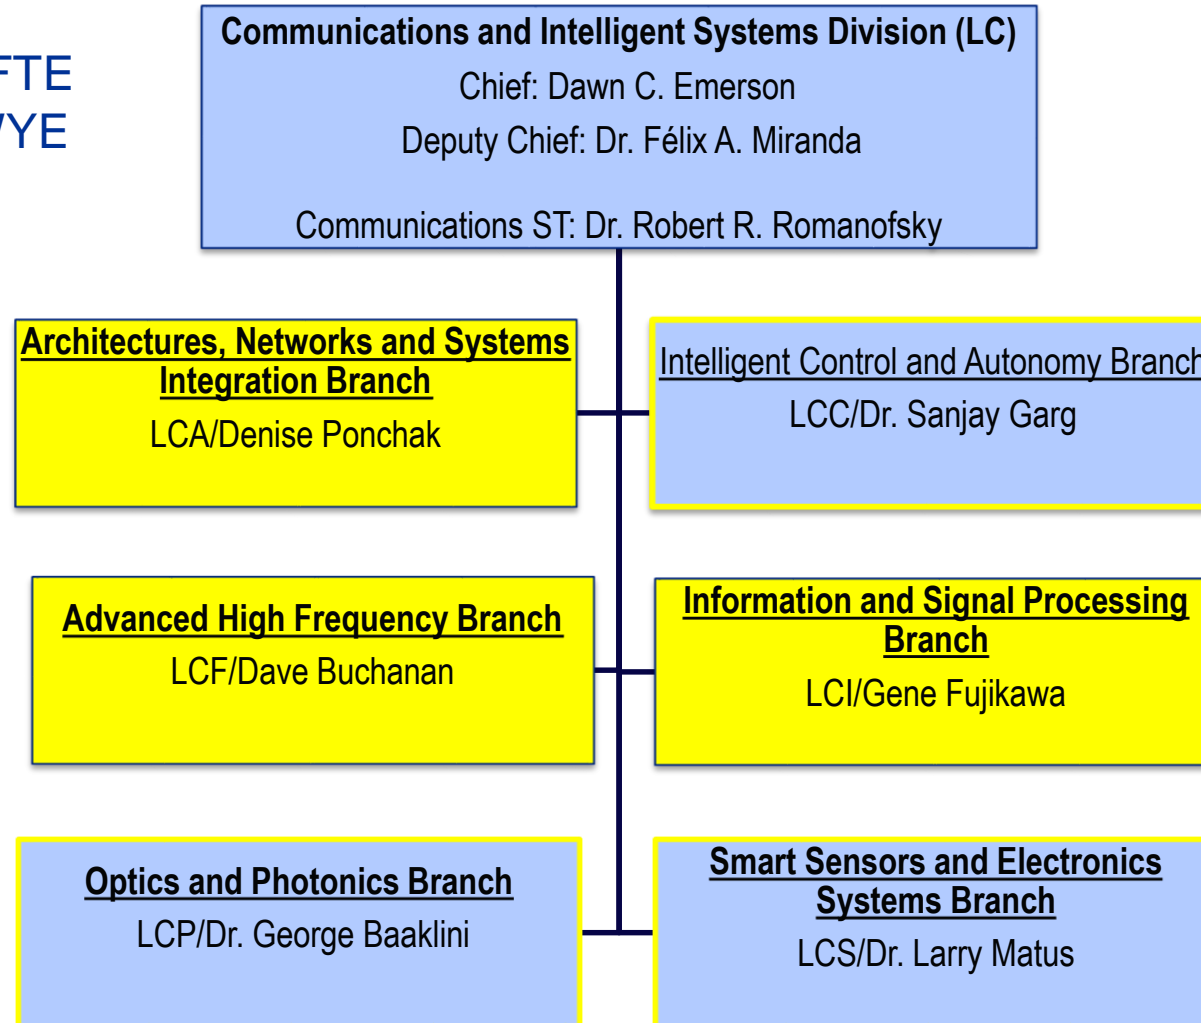 FTE
WYE
Communications and Intelligent Systems Division (LC)
Chief: Dawn C. Emerson
Deputy Chief: Dr. Félix A. Miranda
Communications ST: Dr. Robert R. Romanofsky
Architectures, Networks and Systems
Integration Branch
LCA/Denise Ponchak
Intelligent Control and Autonomy Branch
LCC/Dr. Sanjay Garg
Advanced High Frequency Branch
LCF/Dave Buchanan
Information and Signal Processing
Branch
LCI/Gene Fujikawa
Optics and Photonics Branch
LCP/Dr. George Baaklini
Smart Sensors and Electronics
Systems Branch
LCS/Dr. Larry Matus